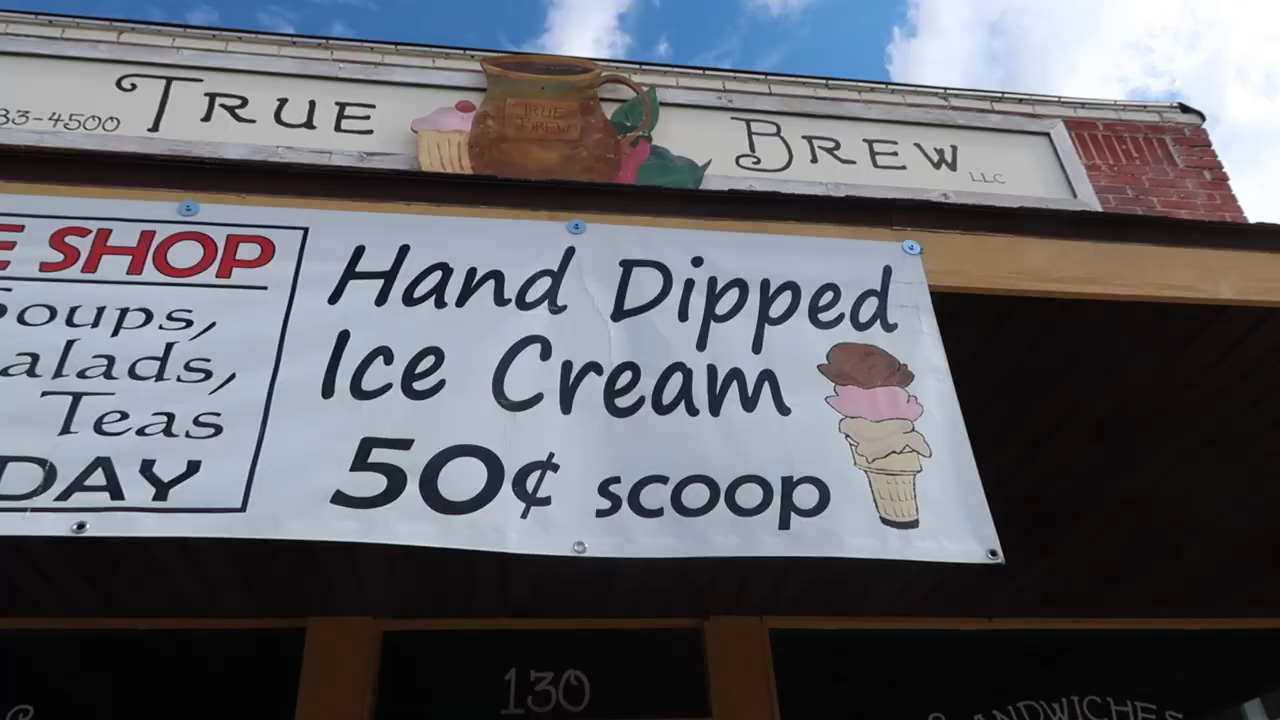 TRUE BREW LLC
33-4500
TRUE
BREW
E SHOP
Soups,
alads,
Teas
DAY
Hand Dipped
Ice Cream
50¢ scoop
130
SANDWICHES